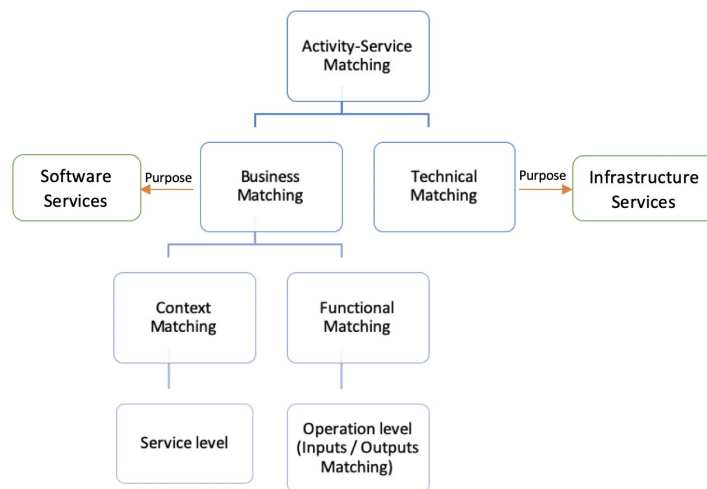 Activity-Service
Matching
Software
Services
Purpose
Business
Matching
Technical
Matching
Purpose
Infrastructure
Services
Context
Matching
Functional
Matching
Service level
Operation level
(Inputs / Outputs
Matching)